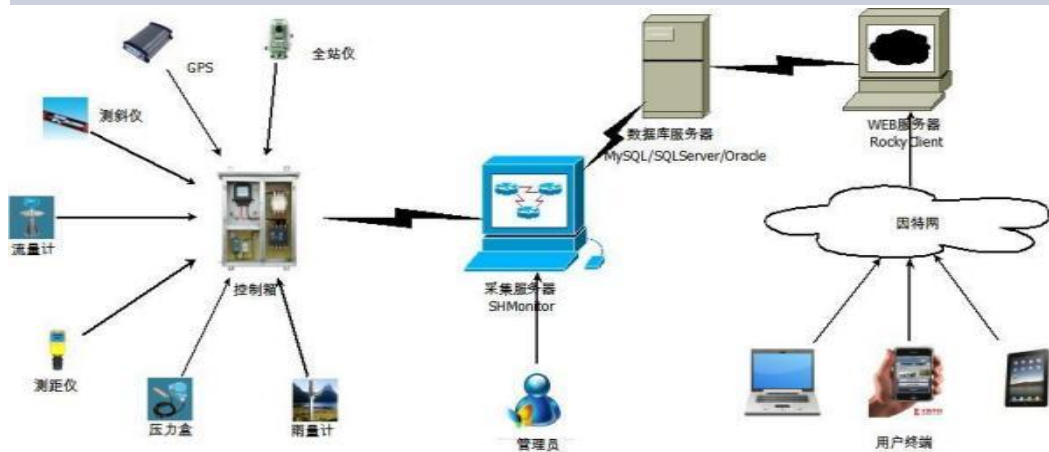 GPS
全站仪
测斜仪
流量计
测距仪
压力盒
雨量计
控制箱
采集服务器
SHMonitor
管理员
数据库服务器
MySQL/SQLServer/Oracle
WEB服务器
RockyClient
因特网
用户终端